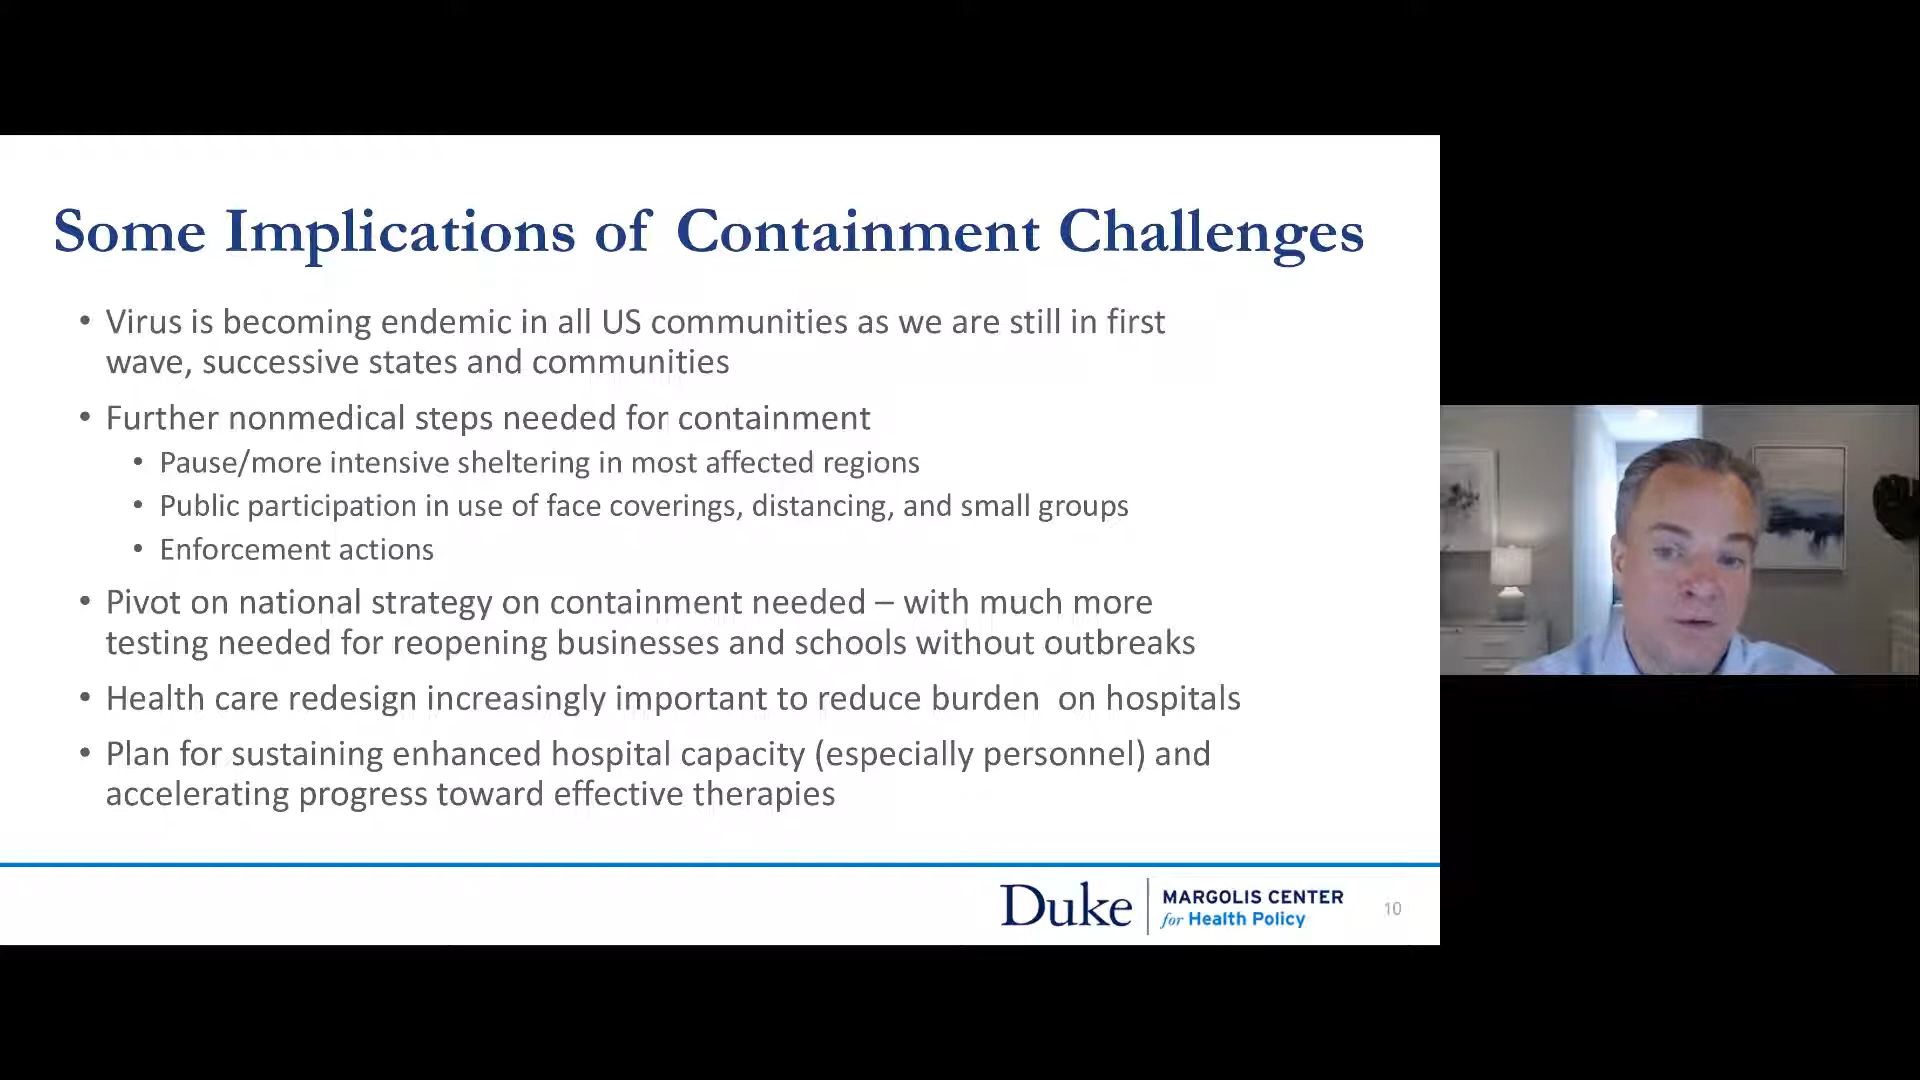 Some Implications of Containment Challenges
• Virus is becoming endemic in all US communities as we are still in first
wave, successive states and communities
• Further nonmedical steps needed for containment
• Pause/more intensive sheltering in most affected regions
• Public participation in use of face coverings, distancing, and small groups
• Enforcement actions
• Pivot on national strategy on containment needed – with much more
testing needed for reopening businesses and schools without outbreaks
• Health care redesign increasingly important to reduce burden on hospitals
• Plan for sustaining enhanced hospital capacity (especially personnel) and
accelerating progress toward effective therapies
Duke
MARGOLIS CENTER
for Health Policy
10